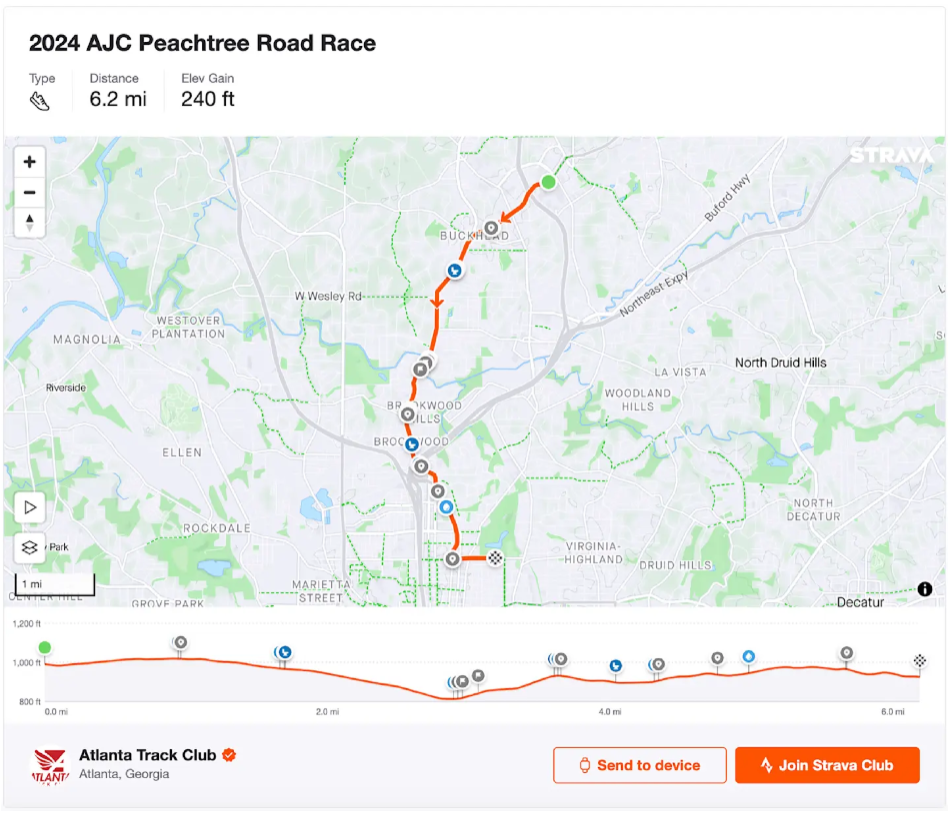 2024 AJC Peachtree Road Race
Type
Distance
Elev Gain
6.2 mi
240 ft
STRAVA
Buford Hwy
BUCKHEAD
W Wesley Rd
Northeast Expy
WESTOVER
PLANTATION
MAGNOLIA
North Druid Hills
LA VISTA
Riverside
WOODLAND
HILLS
BROOKWOOD
HILLS
BROOKWOOD
ELLEN
NORTH
DECATUR
ROCKDALE
Park
VIRGINIA-
HIGHLAND
DRUID HILLS
1 mi
MARIETTA
STREET
CENTER HILL
GROVE PARK
Decatur
1,200 ft
1,000 ft
800 ft
0.0 mi
2.0 mi
4.0 mi
6.0 mi
ATLANTA
Atlanta Track Club
Atlanta, Georgia
Send to device
Join Strava Club